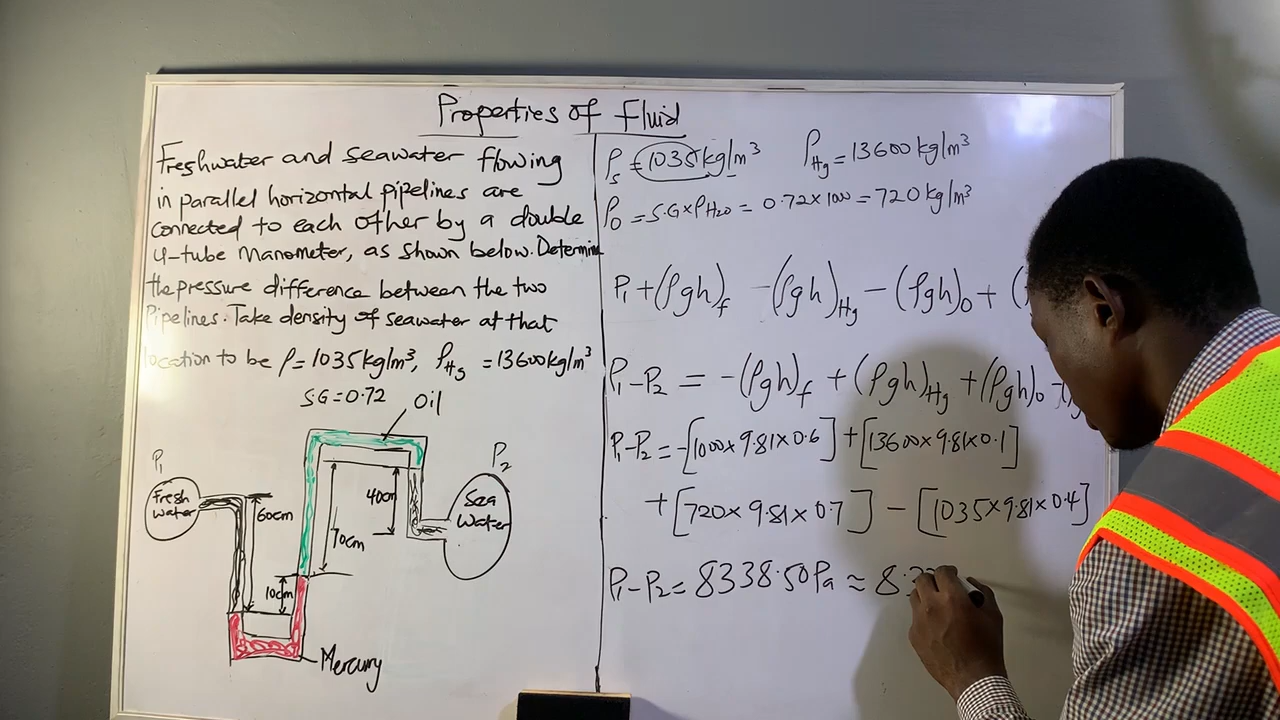 Properties of Fluid
Freshwater and seawater flowing
in parallel horizontal pipelines are
connected to each other by a double
U-tube manometer, as shown below. Determin
the pressure difference between the two
Pipelines. Take density of seawater at that
location to be ρ = 1035 kg/m³, ρHg = 13600 kg/m³
SG = 0.72
Oil
P₁
Fresh
water
60cm
10cm
70cm
40cm
P₂
Sea
Water
Mercury
ρs = 1035 kg/m³ ρHg = 13600 kg/m³
ρo = S.G × ρH₂O = 0.72 × 1000 = 720 kg/m³
P₁ + (ρgh)f - (ρgh)Hg - (ρgh)o + (
P₁ - P₂ = -(ρgh)f + (ρgh)Hg + (ρgh)o -
P₁ - P₂ = -[1000 × 9.81 × 0.6] + [13600 × 9.81 × 0.1]
+ [720 × 9.81 × 0.7] - [1035 × 9.81 × 0.4]
P₁ - P₂ = 8338.50 Pa ≈ 8.33